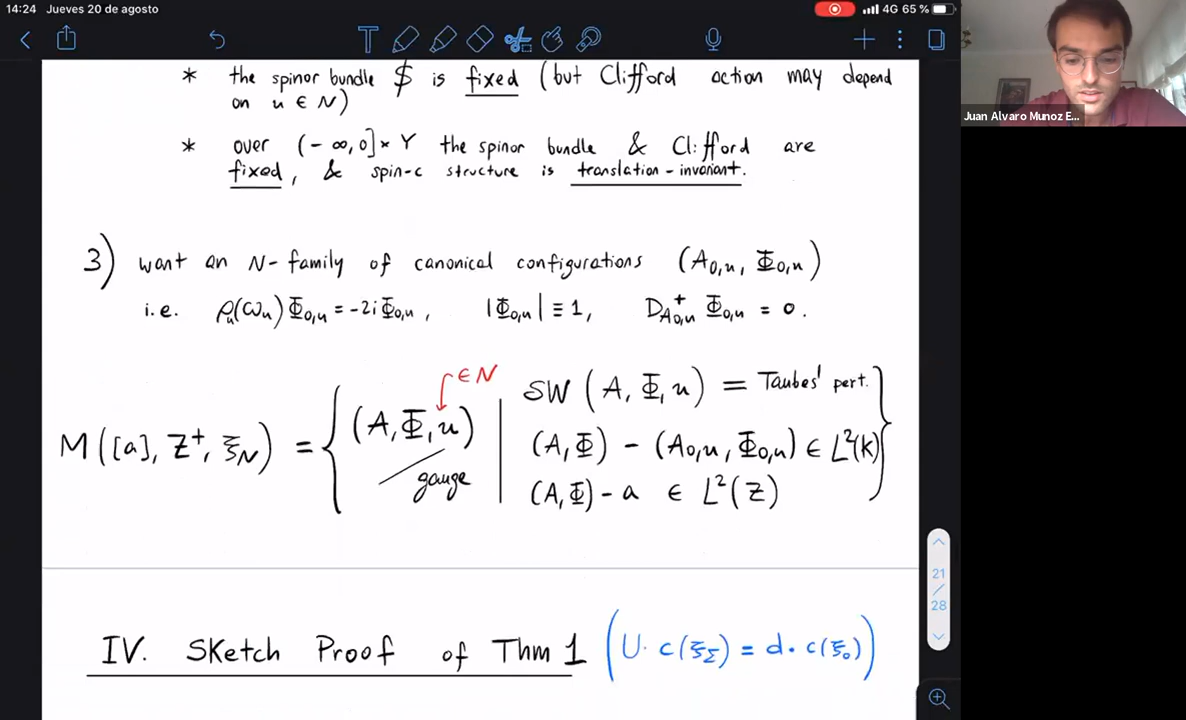 14:24 Jueves 20 de agosto
4G 65 %
Juan Alvaro Munoz E...
* the spinor bundle $ is fixed (but Clifford action may depend
on u ∈ N)
* over (-∞,0] × Y the spinor bundle & Clifford are
fixed, & spin-c structure is translation-invariant.
3) want an N-family of canonical configurations (A₀,ᵤ, Φ₀,ᵤ)
i.e. ρᵤ(ωᵤ)Φ₀,ᵤ = -2i Φ₀,ᵤ, |Φ₀,ᵤ| ≡ 1, D⁺_{A₀,ᵤ} Φ₀,ᵤ = 0.
∈ N
M([a], Z⁺, ξ_N) = { (A, Φ, u) / gauge | SW(A, Φ, u) = Taubes' pert.
(A, Φ) - (A₀,ᵤ, Φ₀,ᵤ) ∈ L²(K)
(A, Φ) - a ∈ L²(Z) }
21
/
28
IV. Sketch Proof of Thm 1 (U · c(ξ_Σ) = d · c(ξ₀))